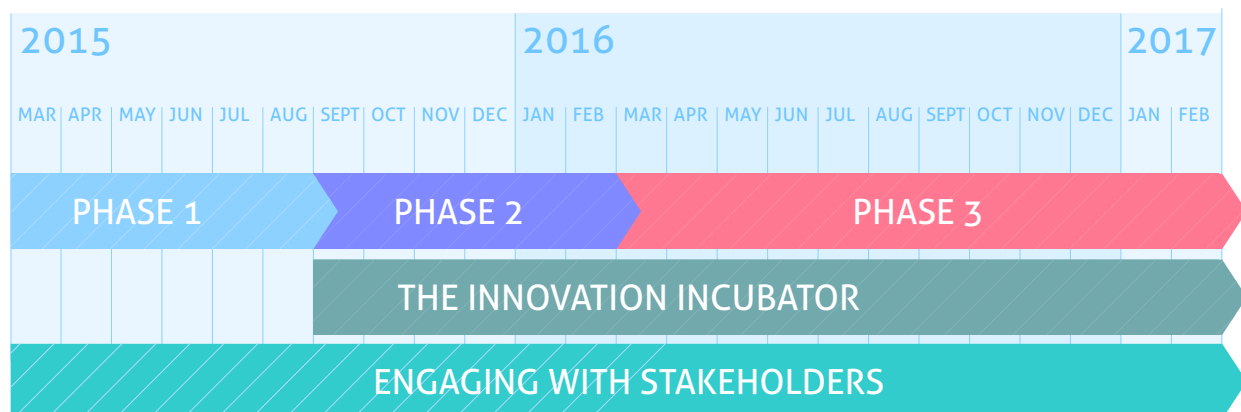 2015 2016 2017
MAR APR MAY JUN JUL AUG SEPT OCT NOV DEC JAN FEB MAR APR MAY JUN JUL AUG SEPT OCT NOV DEC JAN FEB
PHASE 1 PHASE 2 PHASE 3
THE INNOVATION INCUBATOR
ENGAGING WITH STAKEHOLDERS